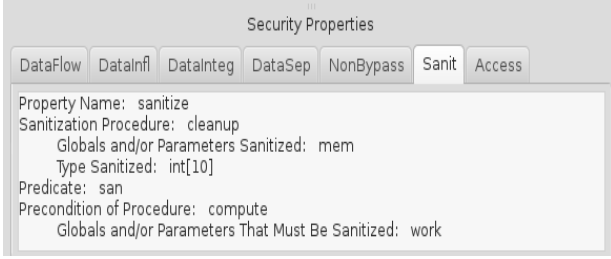 Security Properties
DataFlow DataInfl DataInteg DataSep NonBypass Sanit Access
Property Name: sanitize
Sanitization Procedure: cleanup
Globals and/or Parameters Sanitized: mem
Type Sanitized: int[10]
Predicate: san
Precondition of Procedure: compute
Globals and/or Parameters That Must Be Sanitized: work